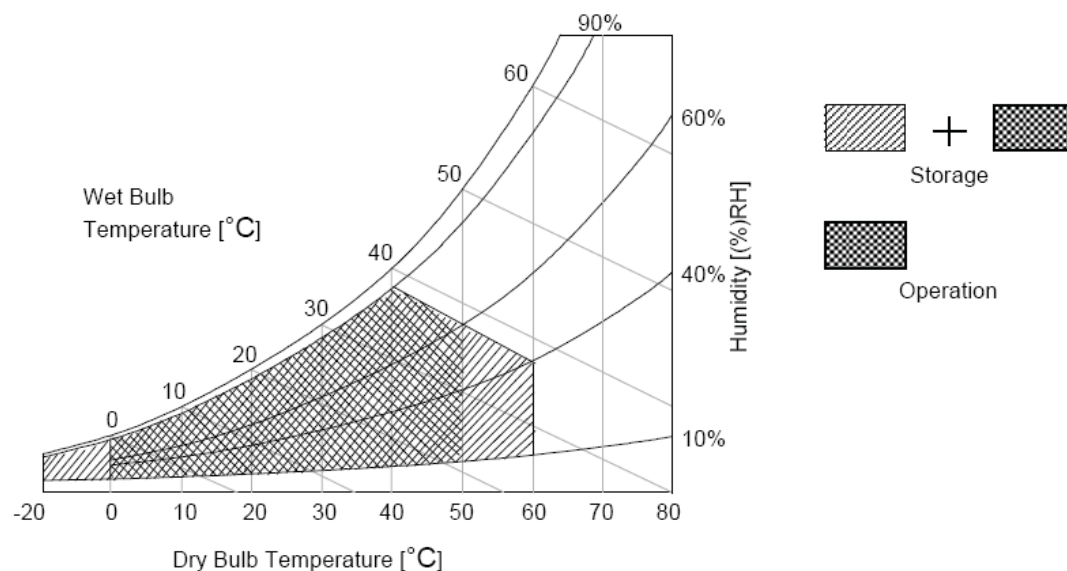 90%
60
60%
50
Storage
Wet Bulb
Temperature [°C]
40
40%
Humidity [(%)RH]
Operation
30
20
10
0
10%
-20 0 10 20 30 40 50 60 70 80
Dry Bulb Temperature [°C]